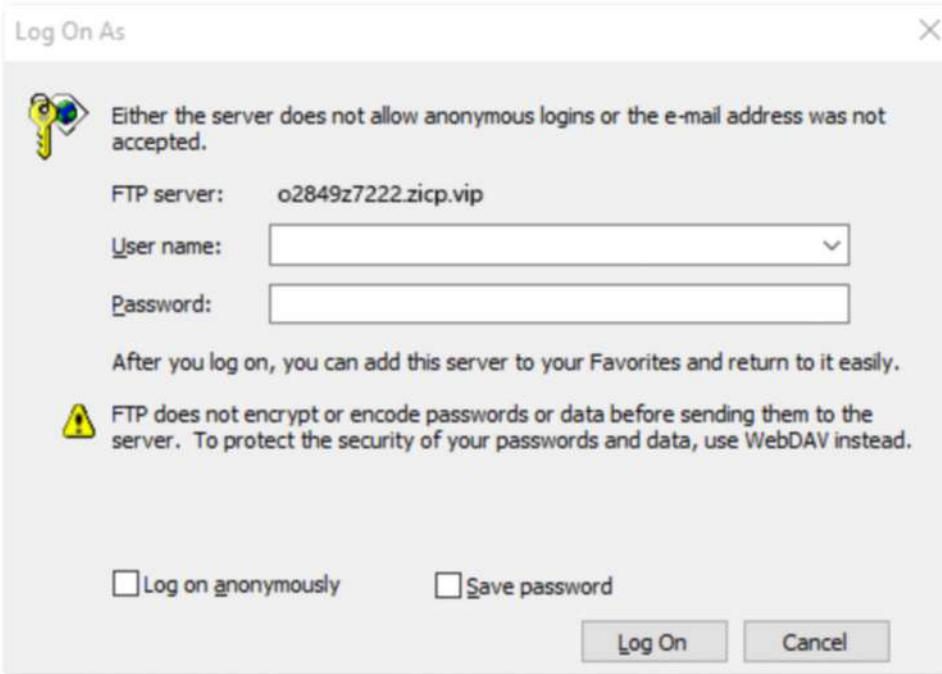 Log On As
Either the server does not allow anonymous logins or the e-mail address was not
accepted.
FTP server: o2849z7222.zicp.vip
User name:
Password:
After you log on, you can add this server to your Favorites and return to it easily.
FTP does not encrypt or encode passwords or data before sending them to the
server. To protect the security of your passwords and data, use WebDAV instead.
Log on anonymously Save password
Log On Cancel